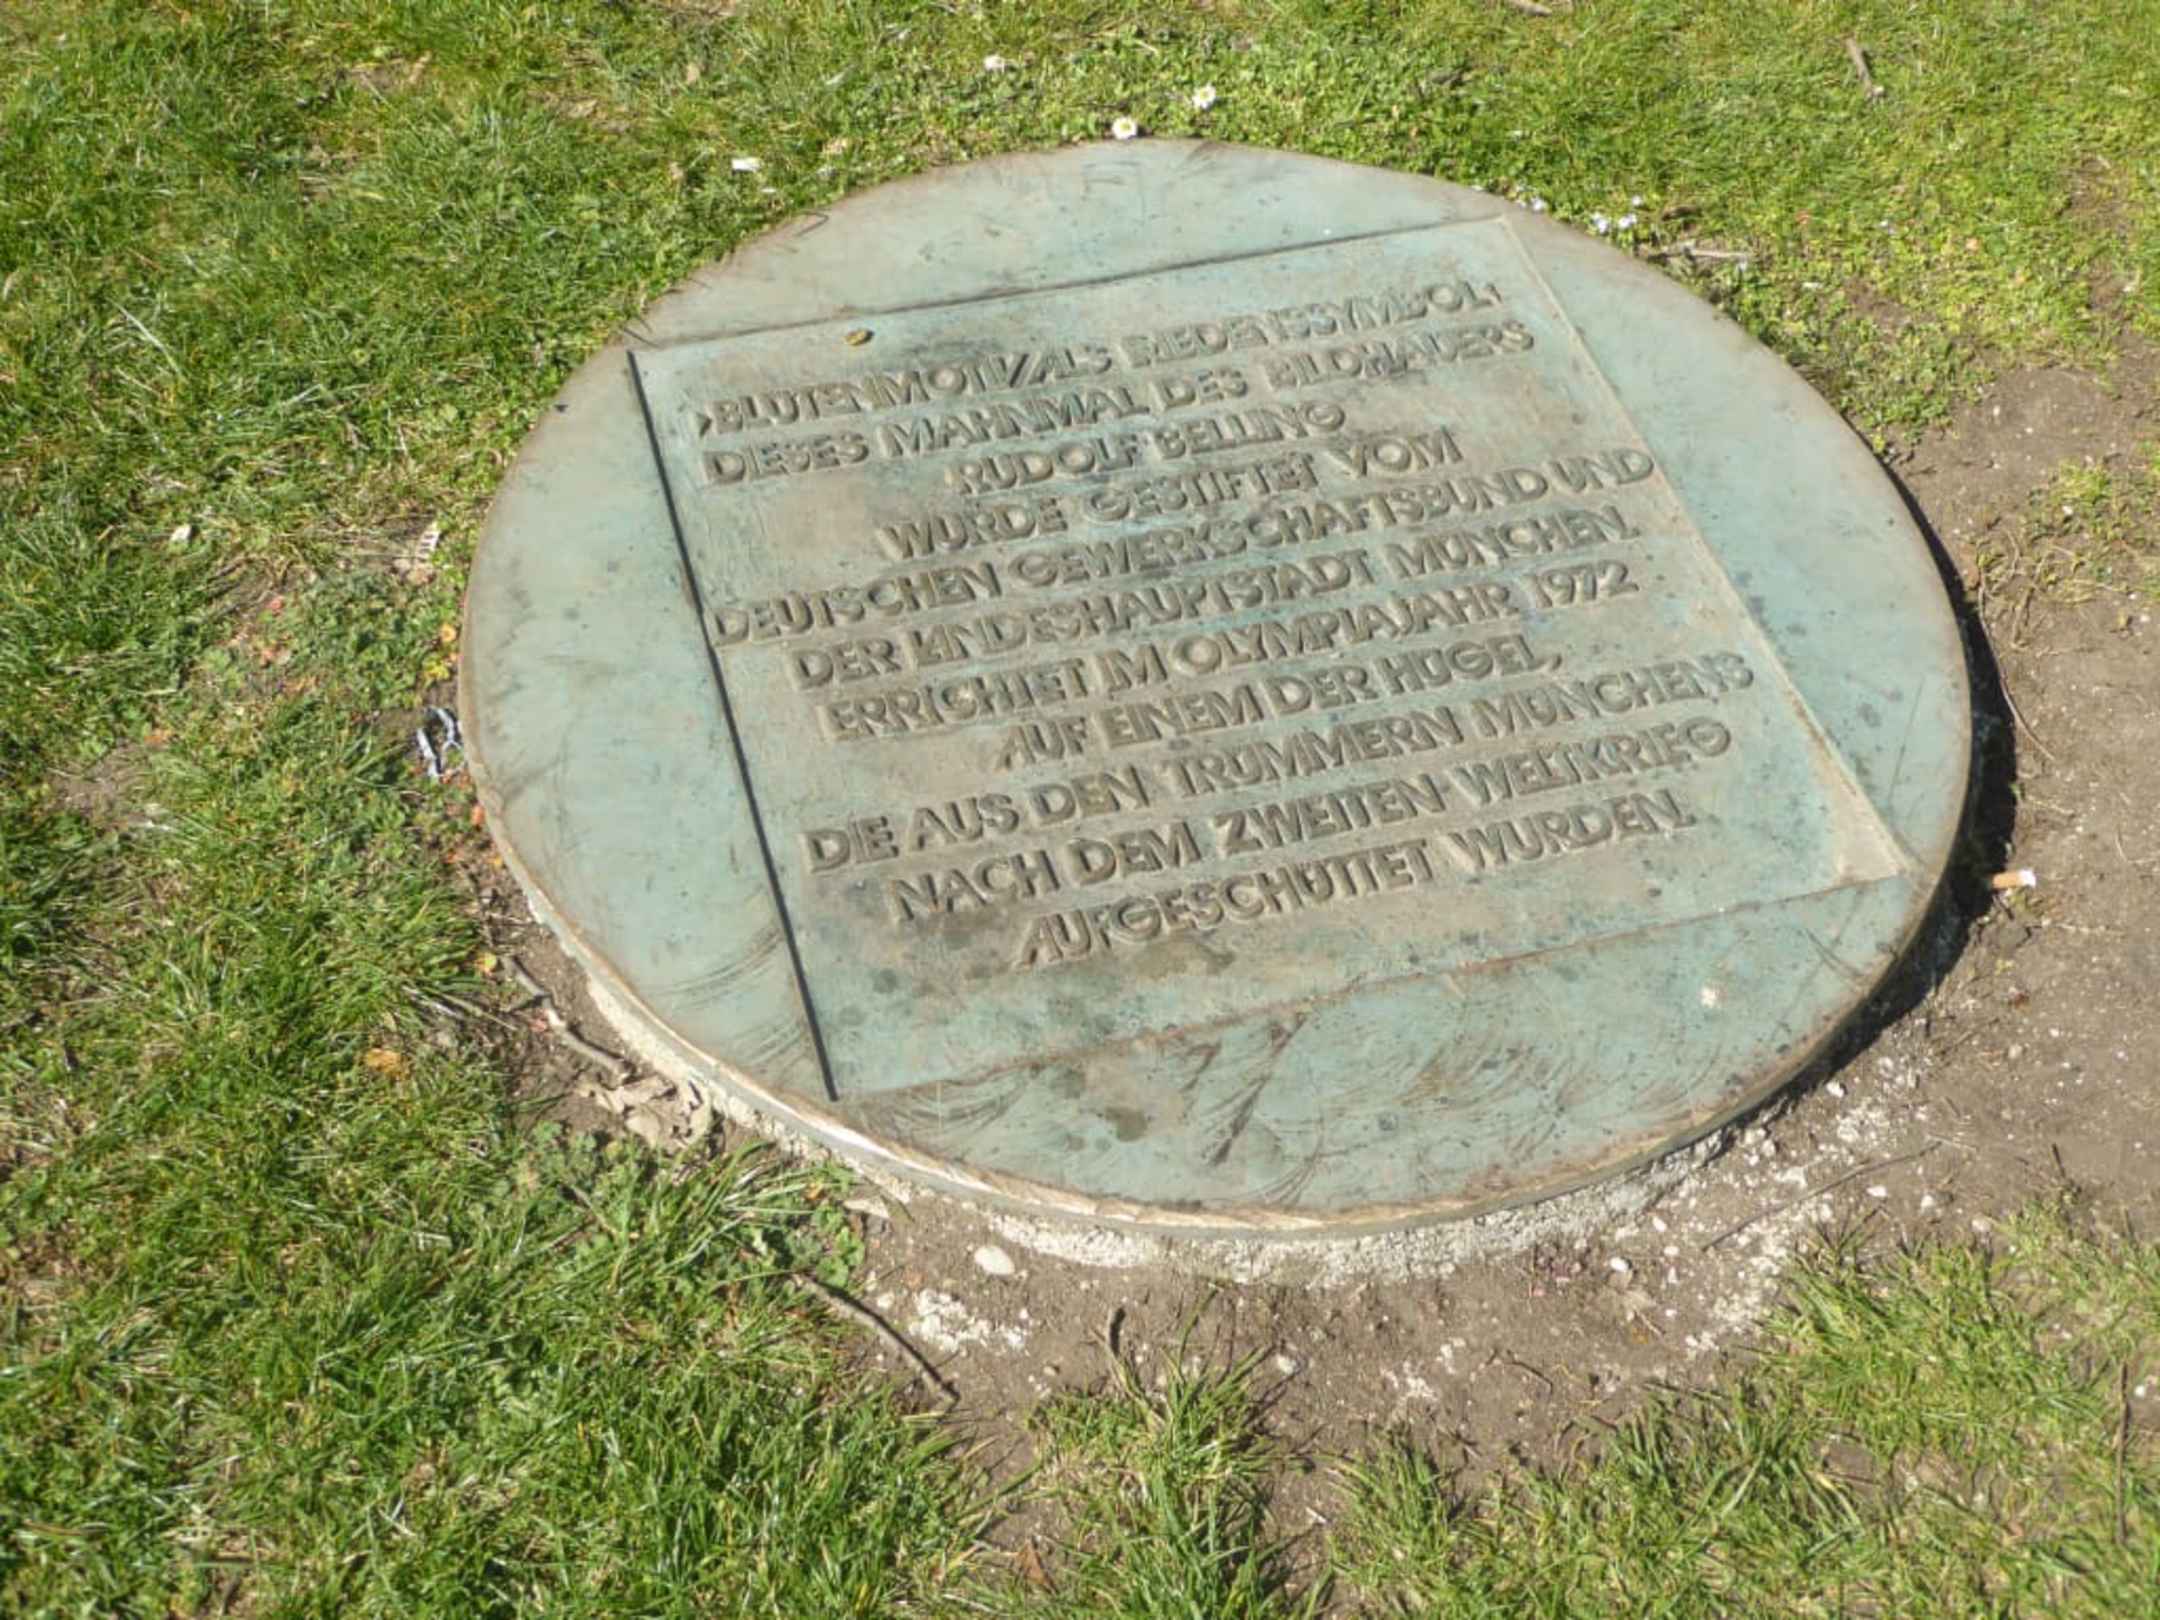 ›BLÜTENMOTIV ALS FRIEDENSSYMBOL‹
DIESES MAHNMAL DES BILDHAUERS
RUDOLF BELLING
WURDE GESTIFTET VOM
DEUTSCHEN GEWERKSCHAFTSBUND UND
DER LANDESHAUPTSTADT MÜNCHEN.
ERRICHTET IM OLYMPIAJAHR 1972
AUF EINEM DER HÜGEL,
DIE AUS DEN TRÜMMERN MÜNCHENS
NACH DEM ZWEITEN WELTKRIEG
AUFGESCHÜTTET WURDEN.